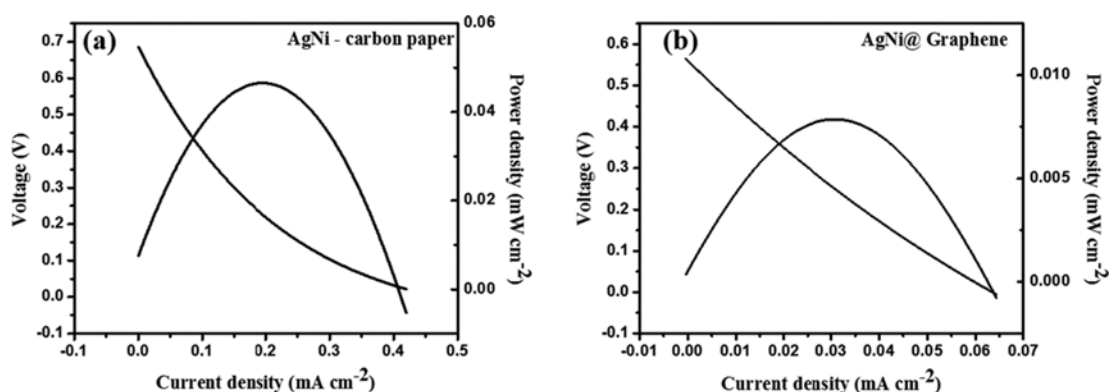 (a)
AgNi - carbon paper
Voltage (V)
0.7
0.6
0.5
0.4
0.3
0.2
0.1
0.0
-0.1
0.06
0.04
0.02
0.00
Power density (mW cm-2)
-0.1 0.0 0.1 0.2 0.3 0.4 0.5
Current density (mA cm-2)
(b)
AgNi@ Graphene
Voltage (V)
0.6
0.5
0.4
0.3
0.2
0.1
0.0
-0.1
0.010
0.005
0.000
Power density (mW cm-2)
-0.01 0.00 0.01 0.02 0.03 0.04 0.05 0.06 0.07
Current density (mA cm-2)